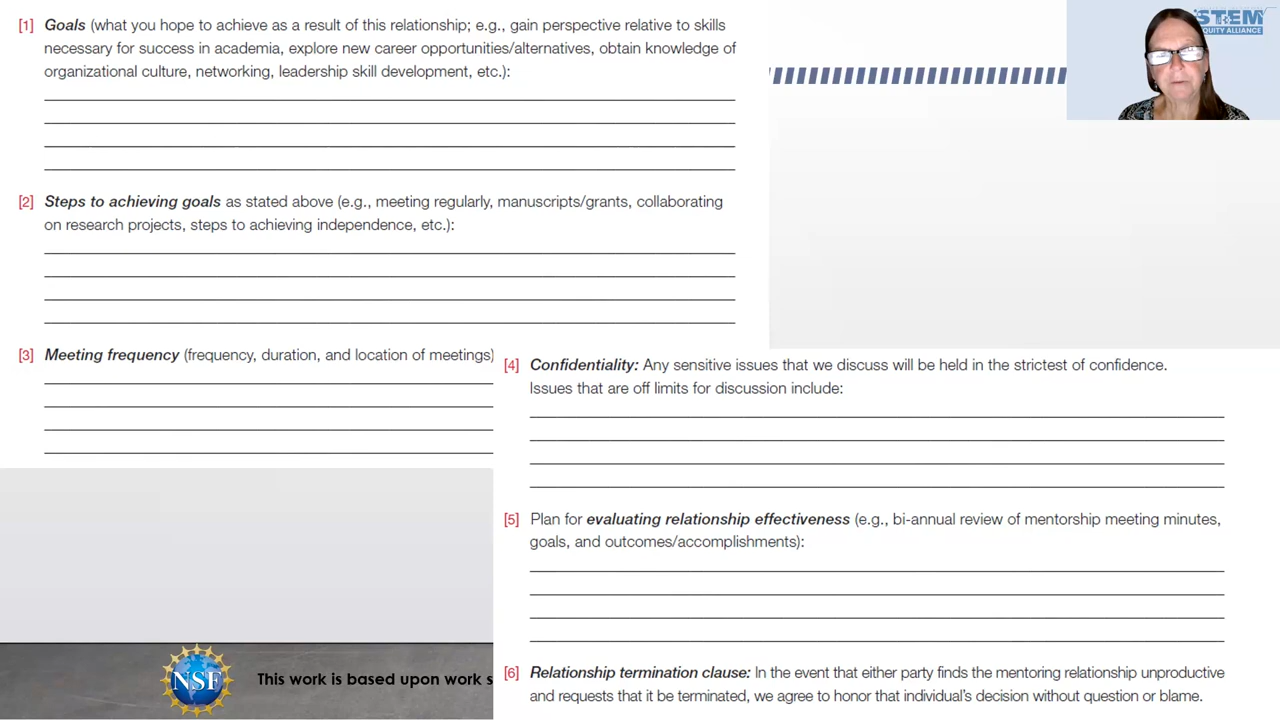 [1] Goals (what you hope to achieve as a result of this relationship; e.g., gain perspective relative to skills
necessary for success in academia, explore new career opportunities/alternatives, obtain knowledge of
organizational culture, networking, leadership skill development, etc.):
[2] Steps to achieving goals as stated above (e.g., meeting regularly, manuscripts/grants, collaborating
on research projects, steps to achieving independence, etc.):
[3] Meeting frequency (frequency, duration, and location of meetings)
STEM
EQUITY ALLIANCE
[4] Confidentiality: Any sensitive issues that we discuss will be held in the strictest of confidence.
Issues that are off limits for discussion include:
[5] Plan for evaluating relationship effectiveness (e.g., bi-annual review of mentorship meeting minutes,
goals, and outcomes/accomplishments):
[6] Relationship termination clause: In the event that either party finds the mentoring relationship unproductive
and requests that it be terminated, we agree to honor that individual's decision without question or blame.
NSF
This work is based upon work s